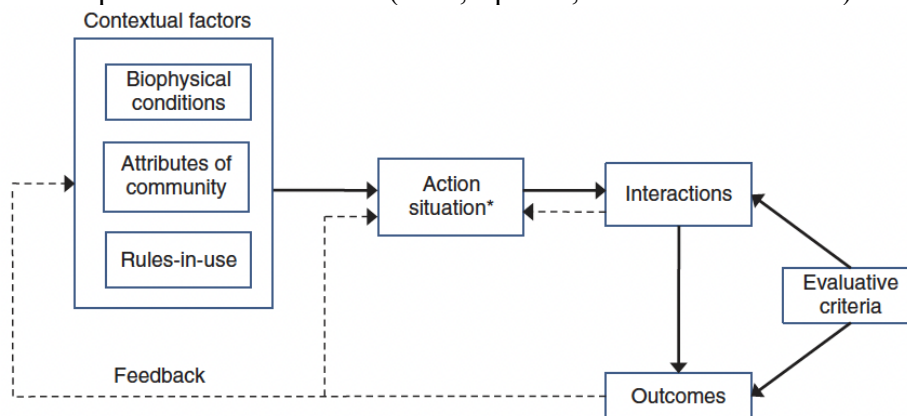 Contextual factors
Biophysical
conditions
Attributes of
community
Rules-in-use
Action
situation*
Interactions
Evaluative
criteria
Feedback
Outcomes